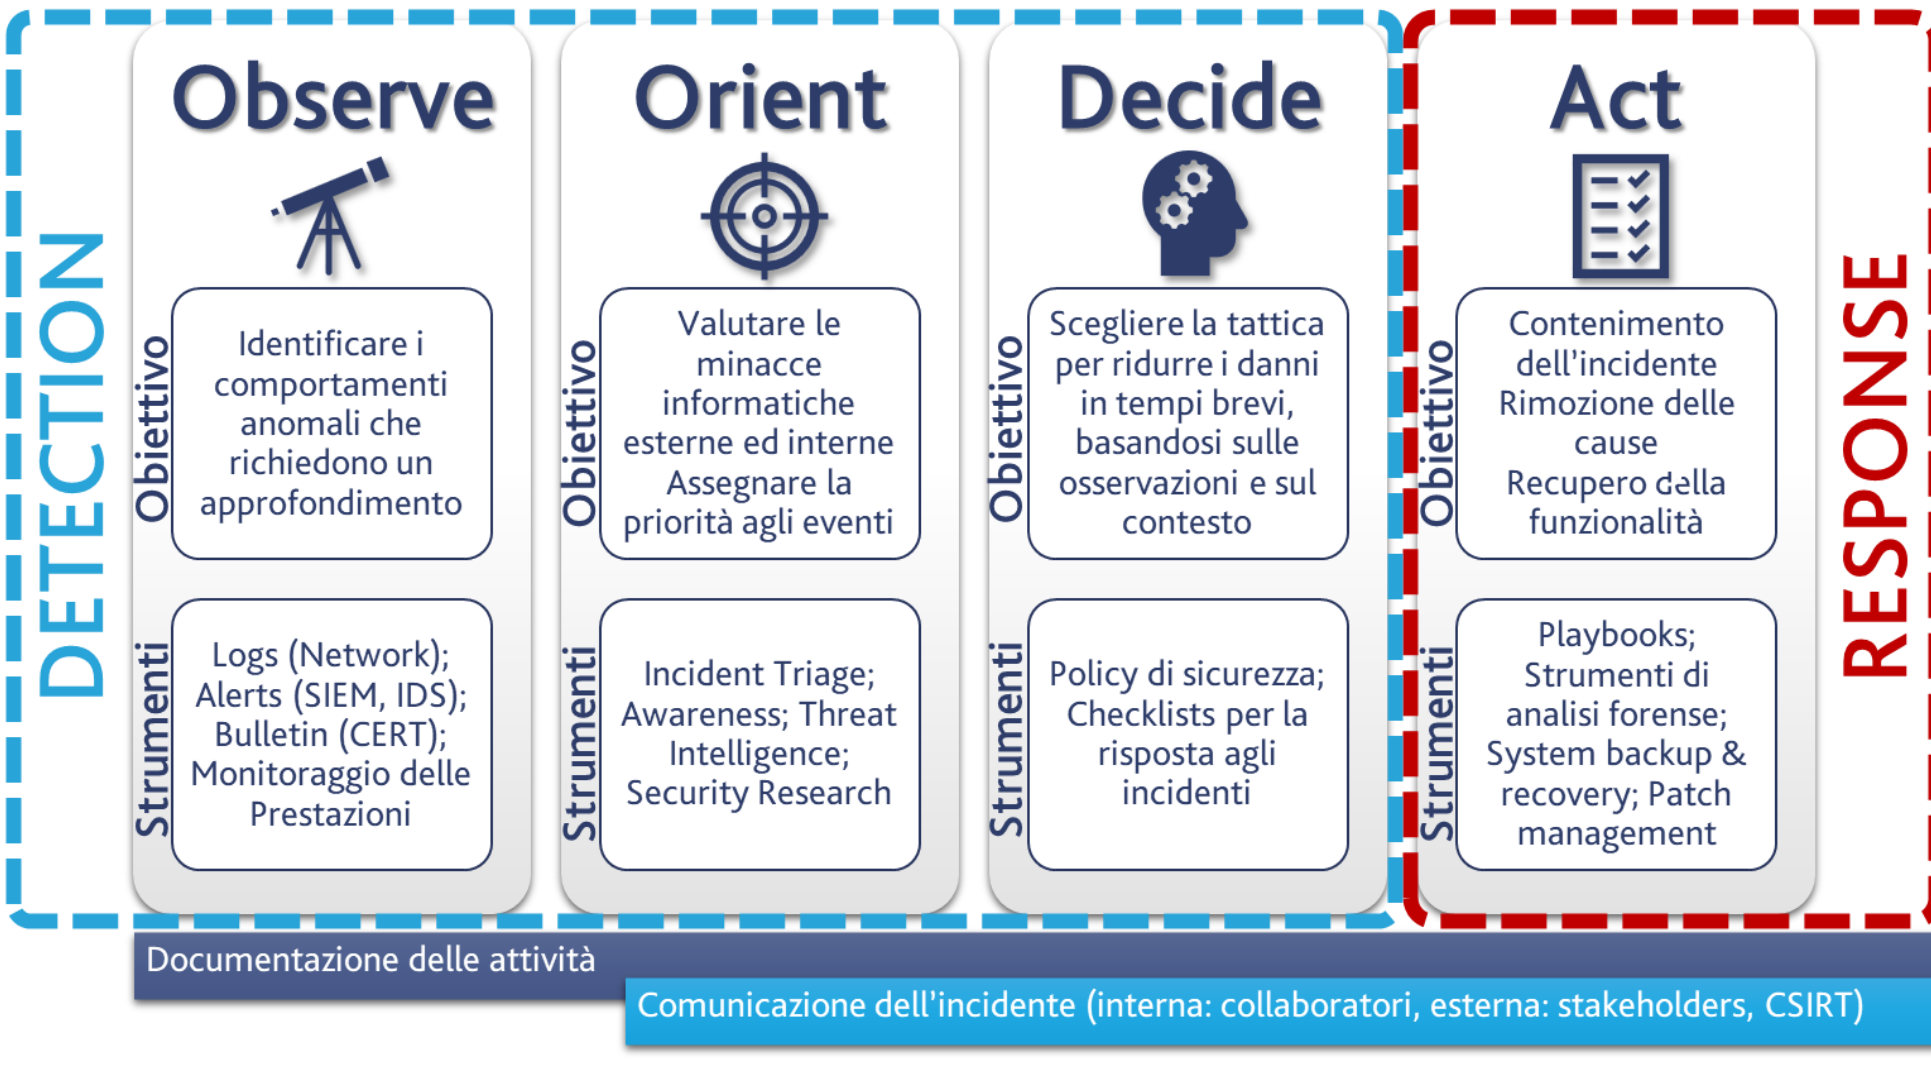 DETECTION
Observe
Obiettivo
Identificare i
comportamenti
anomali che
richiedono un
approfondimento
Strumenti
Logs (Network);
Alerts (SIEM, IDS);
Bulletin (CERT);
Monitoraggio delle
Prestazioni
Orient
Obiettivo
Valutare le
minacce
informatiche
esterne ed interne
Assegnare la
priorità agli eventi
Strumenti
Incident Triage;
Awareness; Threat
Intelligence;
Security Research
Decide
Obiettivo
Scegliere la tattica
per ridurre i danni
in tempi brevi,
basandosi sulle
osservazioni e sul
contesto
Strumenti
Policy di sicurezza;
Checklists per la
risposta agli
incidenti
Act
Obiettivo
Contenimento
dell'incidente
Rimozione delle
cause
Recupero della
funzionalità
Strumenti
Playbooks;
Strumenti di
analisi forense;
System backup &
recovery; Patch
management
RESPONSE
Documentazione delle attività
Comunicazione dell'incidente (interna: collaboratori, esterna: stakeholders, CSIRT)